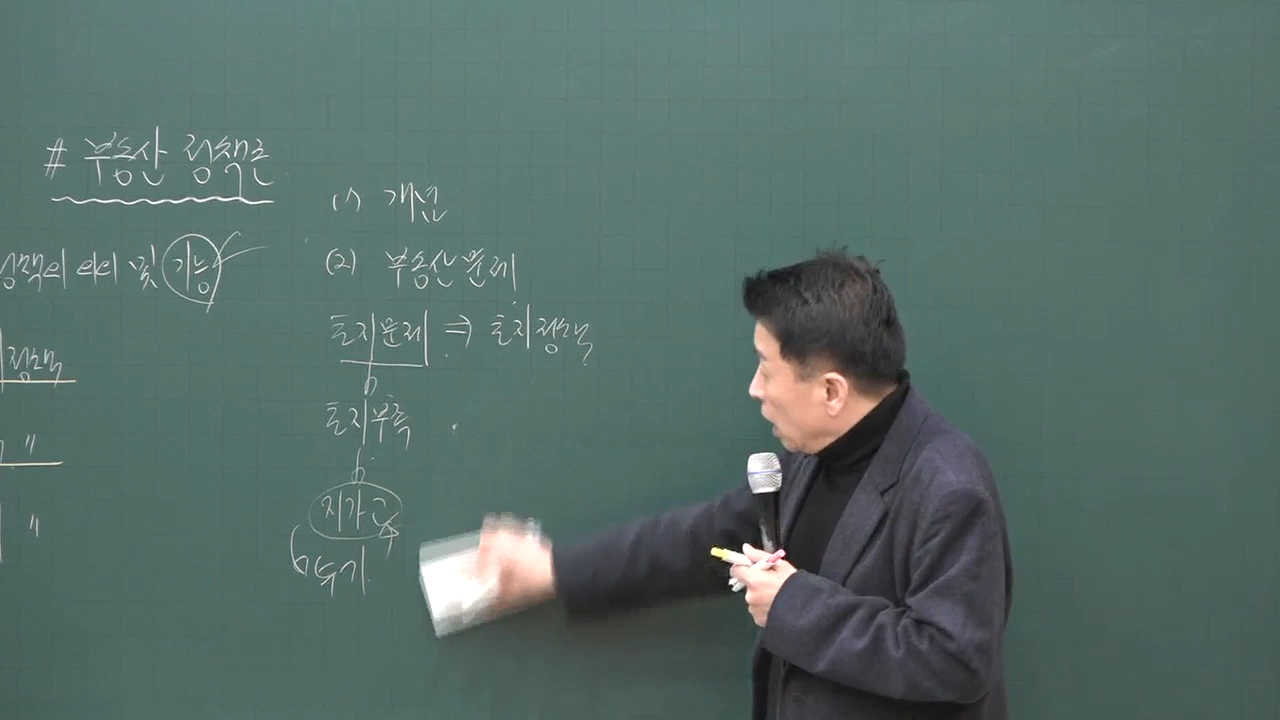 # 부동산 정책론
정책의 의의 및 기능
정책
"
"
(1) 개념
(2) 부동산문제
토지문제 ⇒ 토지정책
토지부족
지가고
투기